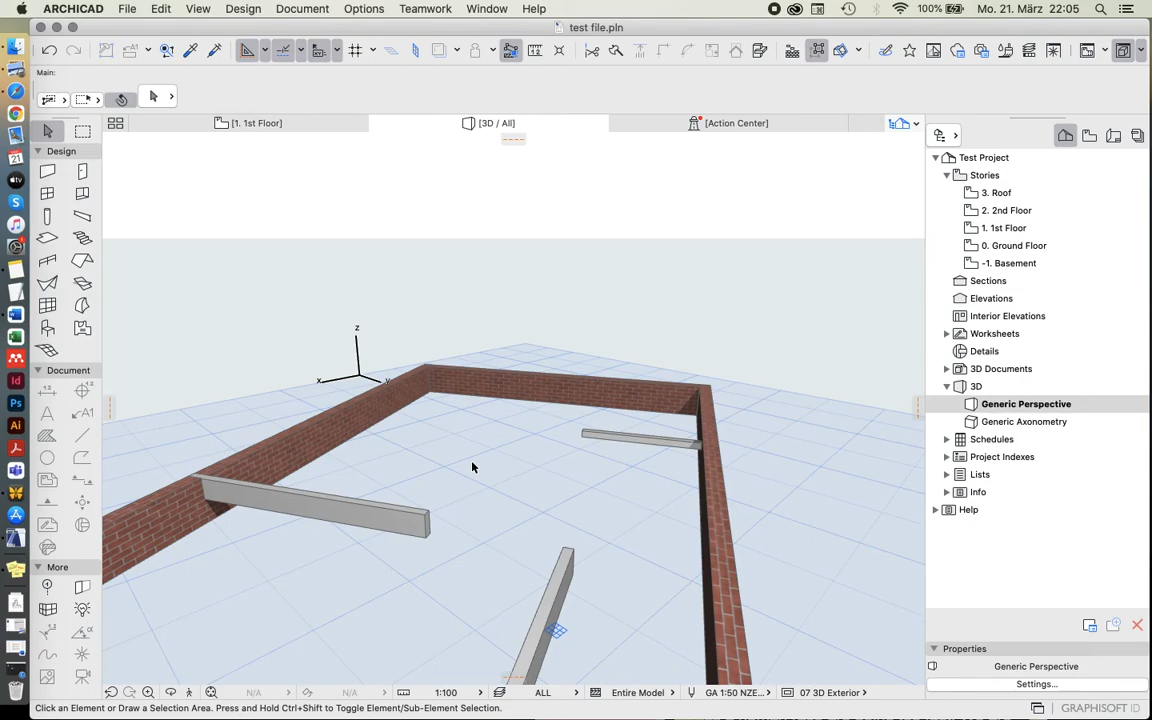 ARCHICAD File Edit View Design Document Options Teamwork Window Help 100% Mo. 21. März 22:05
test file.pln
Main:
[1. 1st Floor] [3D / All] [Action Center]
Design
Document
More
z
x
y
Test Project
Stories
3. Roof
2. 2nd Floor
1. 1st Floor
0. Ground Floor
-1. Basement
Sections
Elevations
Interior Elevations
Worksheets
Details
3D Documents
3D
Generic Perspective
Generic Axonometry
Schedules
Project Indexes
Lists
Info
Help
Properties
Generic Perspective
Settings...
N/A N/A 1:100 ALL Entire Model GA 1:50 NZE... 07 3D Exterior
Click an Element or Draw a Selection Area. Press and Hold Ctrl+Shift to Toggle Element/Sub-Element Selection.
GRAPHISOFT ID